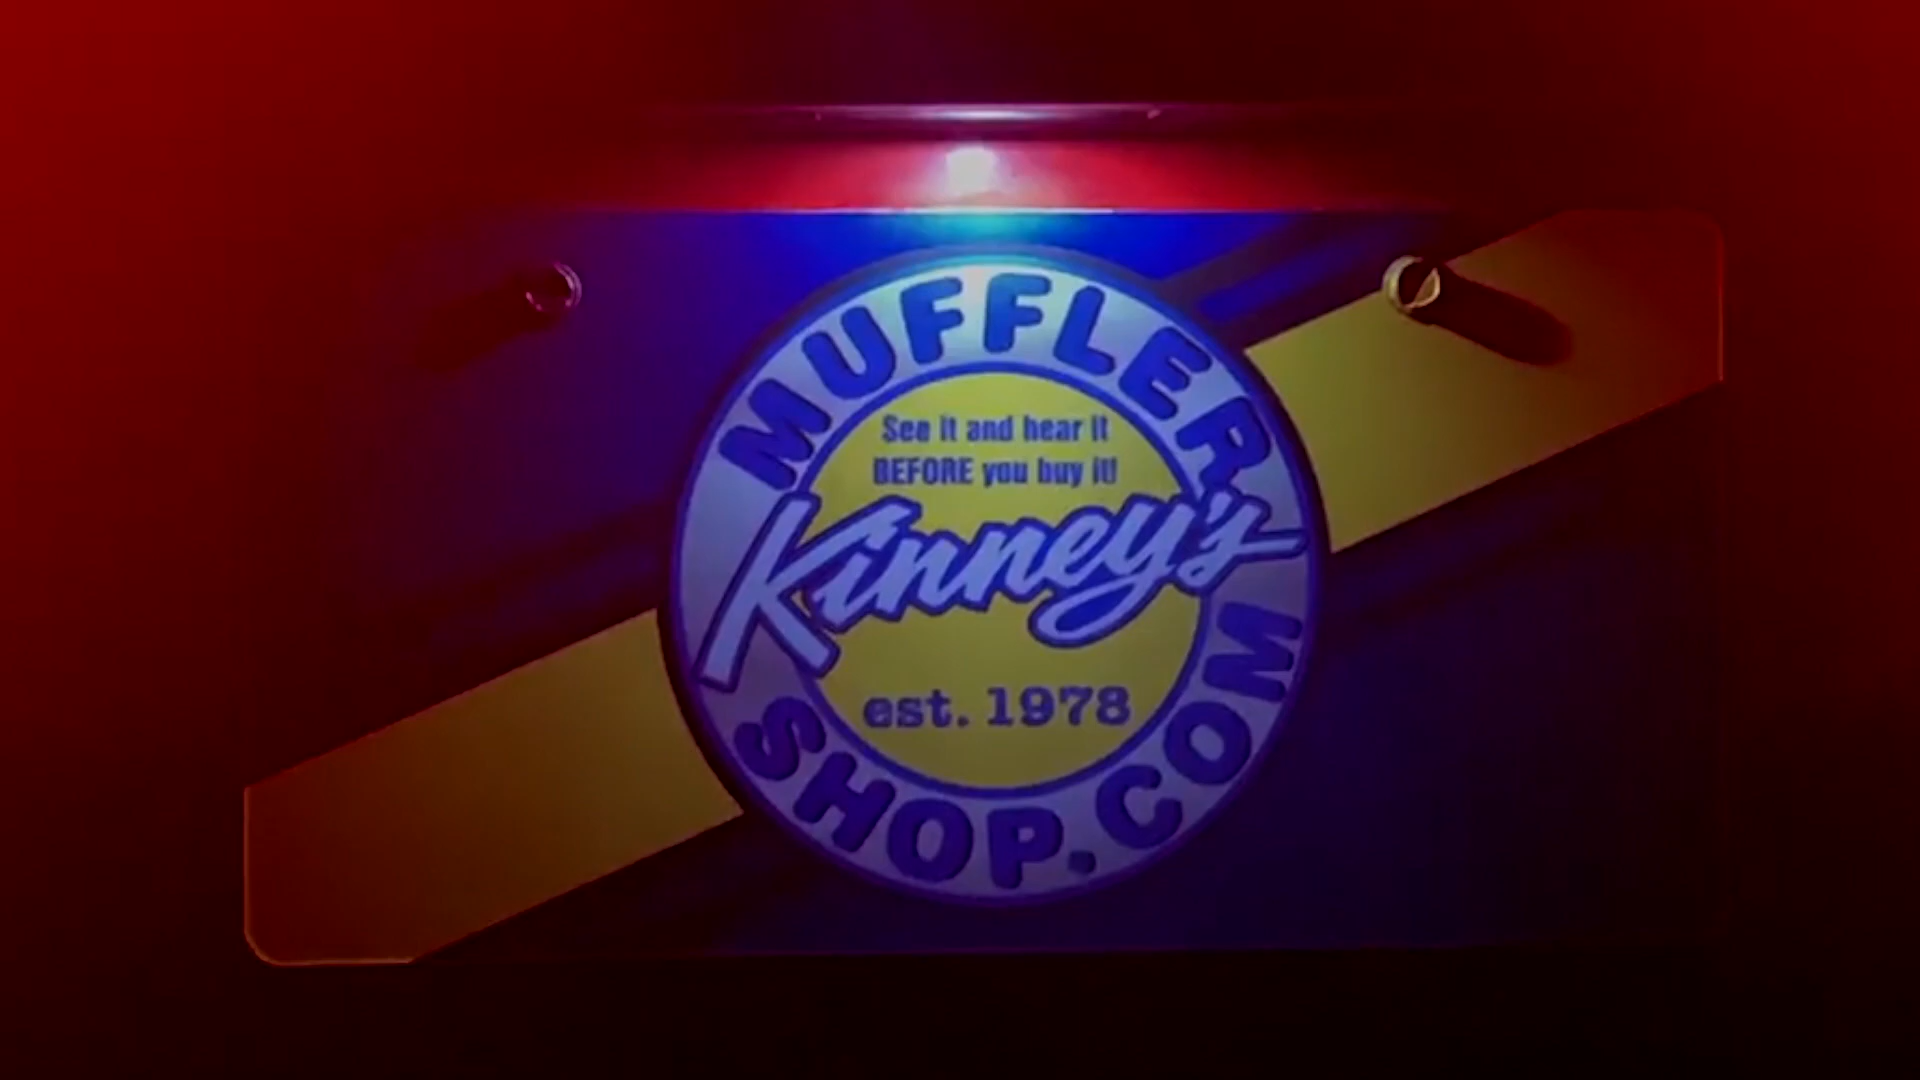 MUFFLER
See it and hear it
BEFORE you buy it!
Kinney's
est. 1978
SHOP.COM